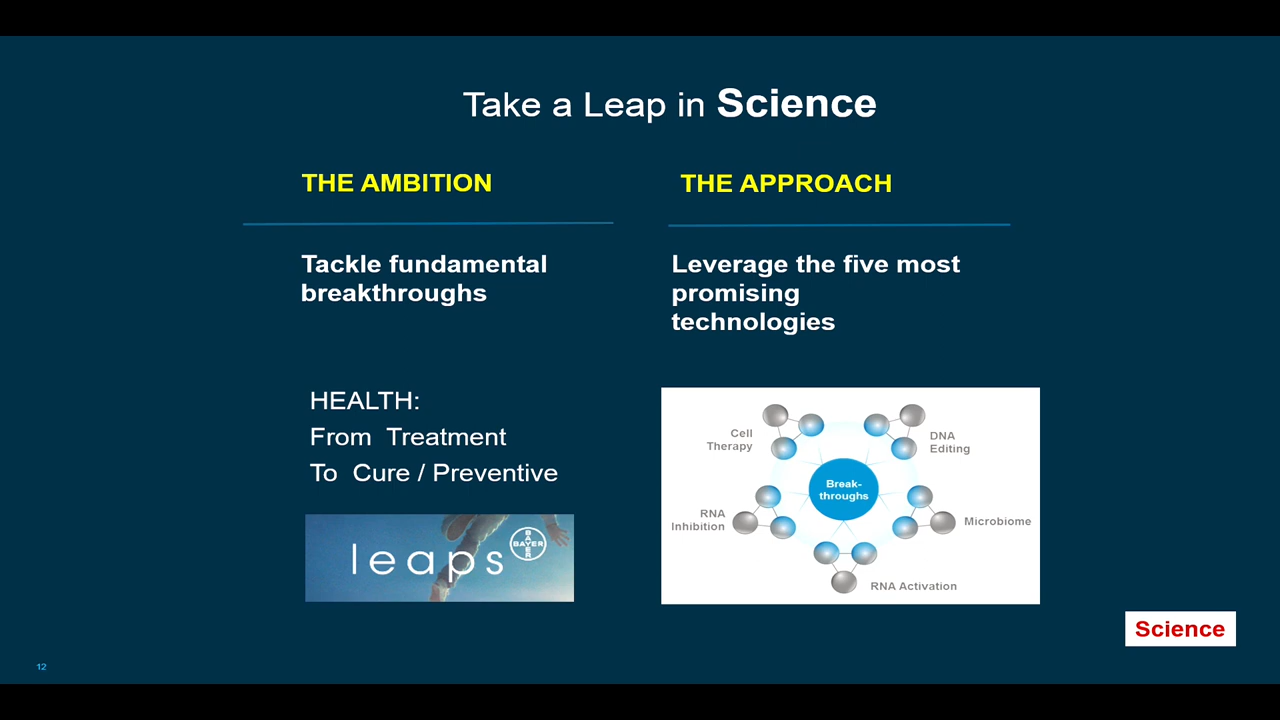 Take a Leap in Science
THE AMBITION
Tackle fundamental
breakthroughs
HEALTH:
From Treatment
To Cure / Preventive
leaps
BAYER
BAYER
THE APPROACH
Leverage the five most
promising
technologies
Cell
Therapy
DNA
Editing
Break-
throughs
RNA
Inhibition
Microbiome
RNA Activation
Science
12